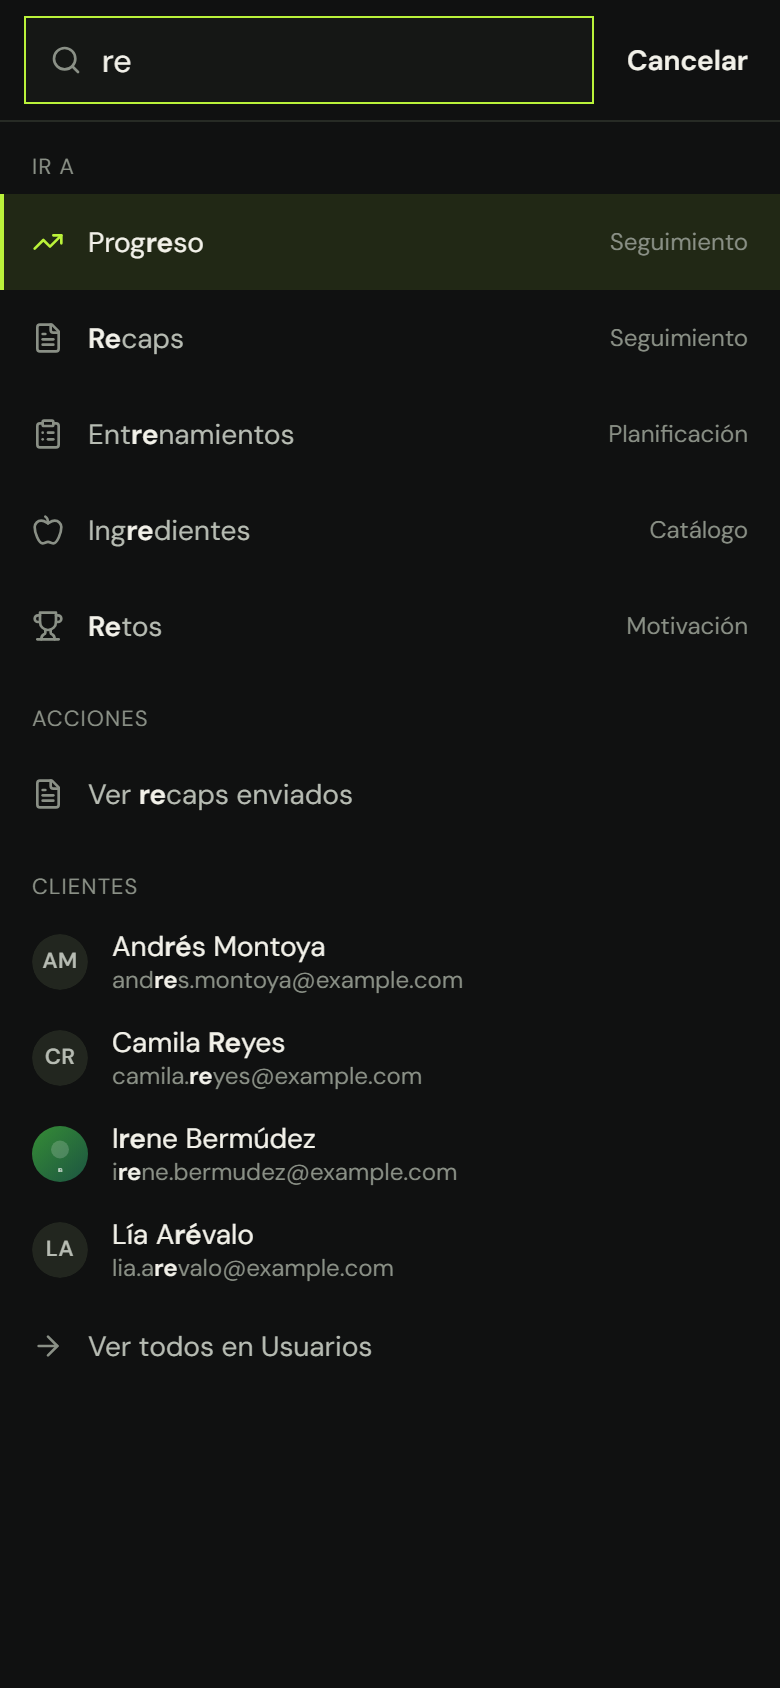 re
Cancelar
IR A
Progreso Seguimiento
Recaps Seguimiento
Entrenamientos Planificación
Ingredientes Catálogo
Retos Motivación
ACCIONES
Ver recaps enviados
CLIENTES
AM
Andrés Montoya
andres.montoya@example.com
CR
Camila Reyes
camila.reyes@example.com
Irene Bermúdez
irene.bermudez@example.com
LA
Lía Arévalo
lia.arevalo@example.com
Ver todos en Usuarios